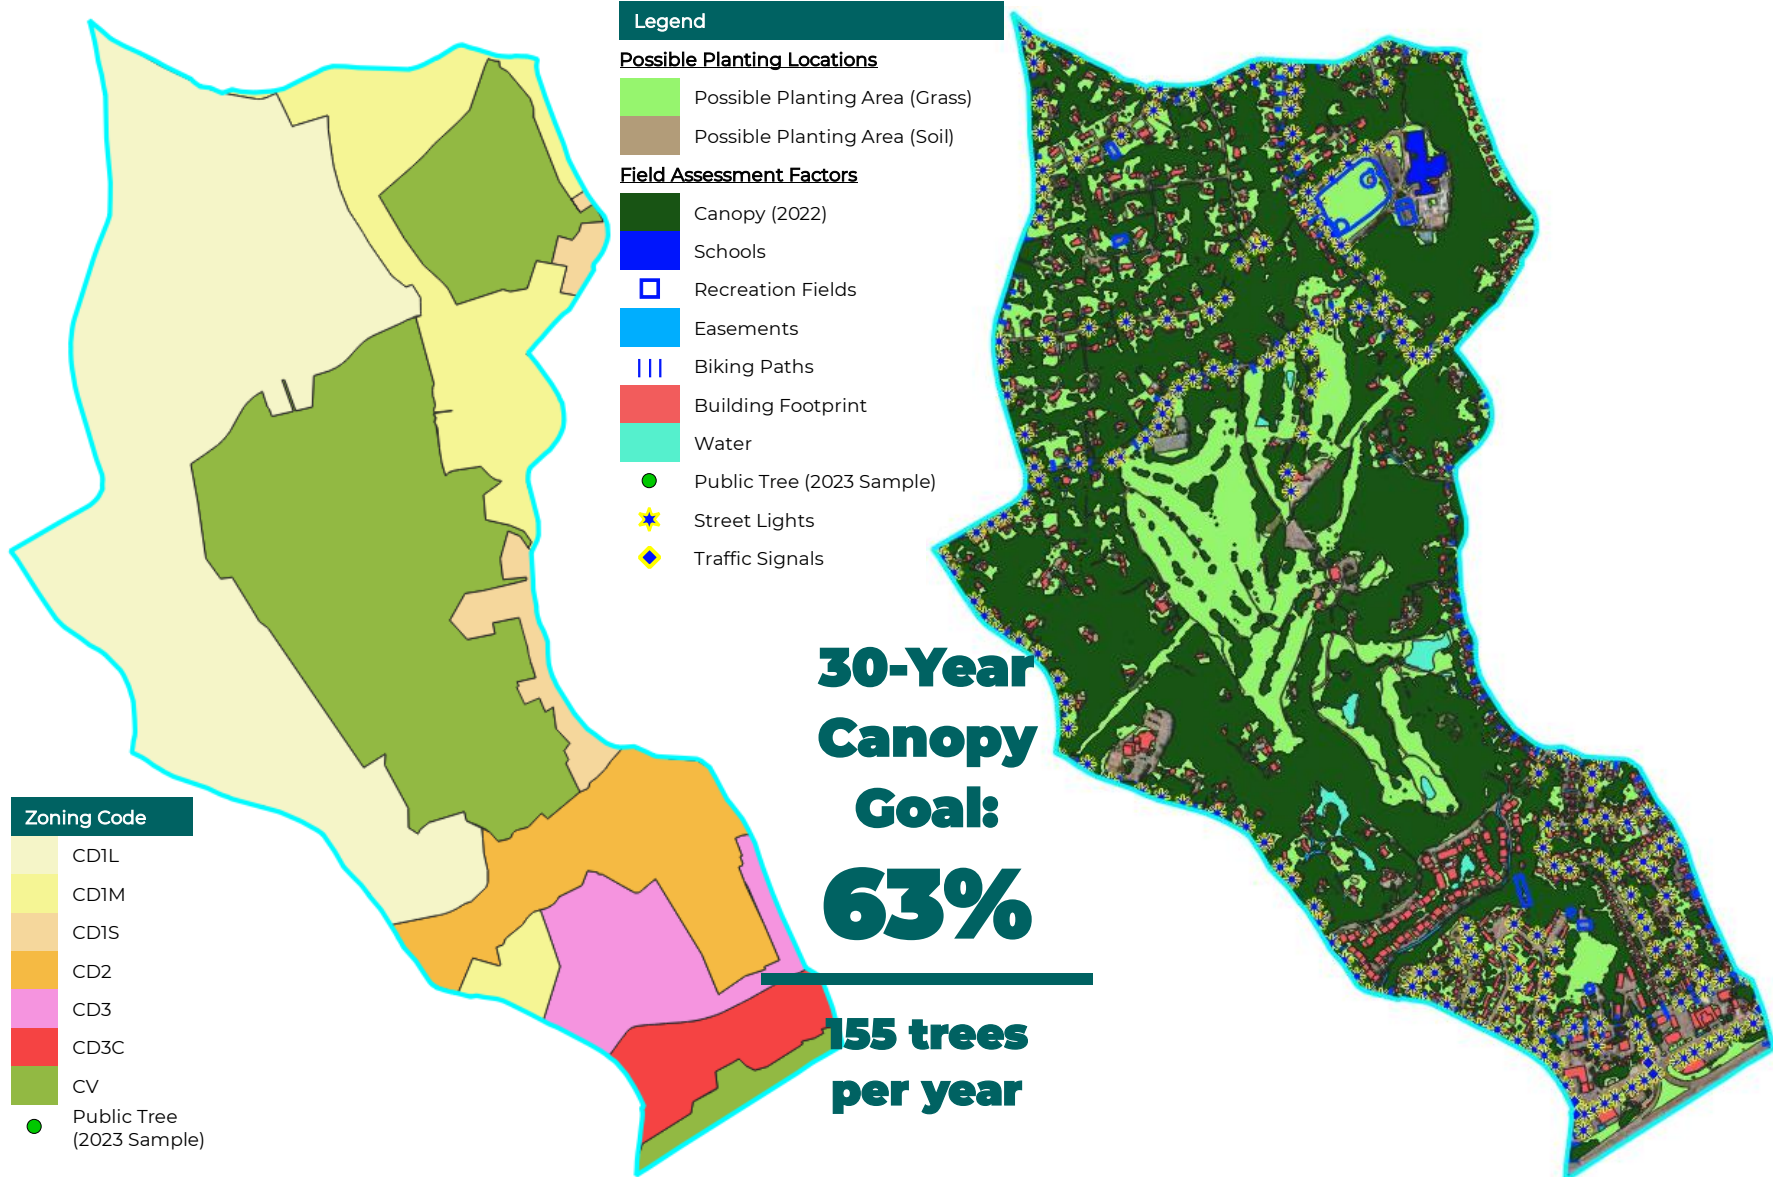 Legend
Possible Planting Locations
Possible Planting Area (Grass)
Possible Planting Area (Soil)
Field Assessment Factors
Canopy (2022)
Schools
Recreation Fields
Easements
Biking Paths
Building Footprint
Water
Public Tree (2023 Sample)
Street Lights
Traffic Signals
30-Year
Canopy
Goal:
63%
155 trees
per year
Zoning Code
CD1L
CD1M
CD1S
CD2
CD3
CD3C
CV
Public Tree
(2023 Sample)